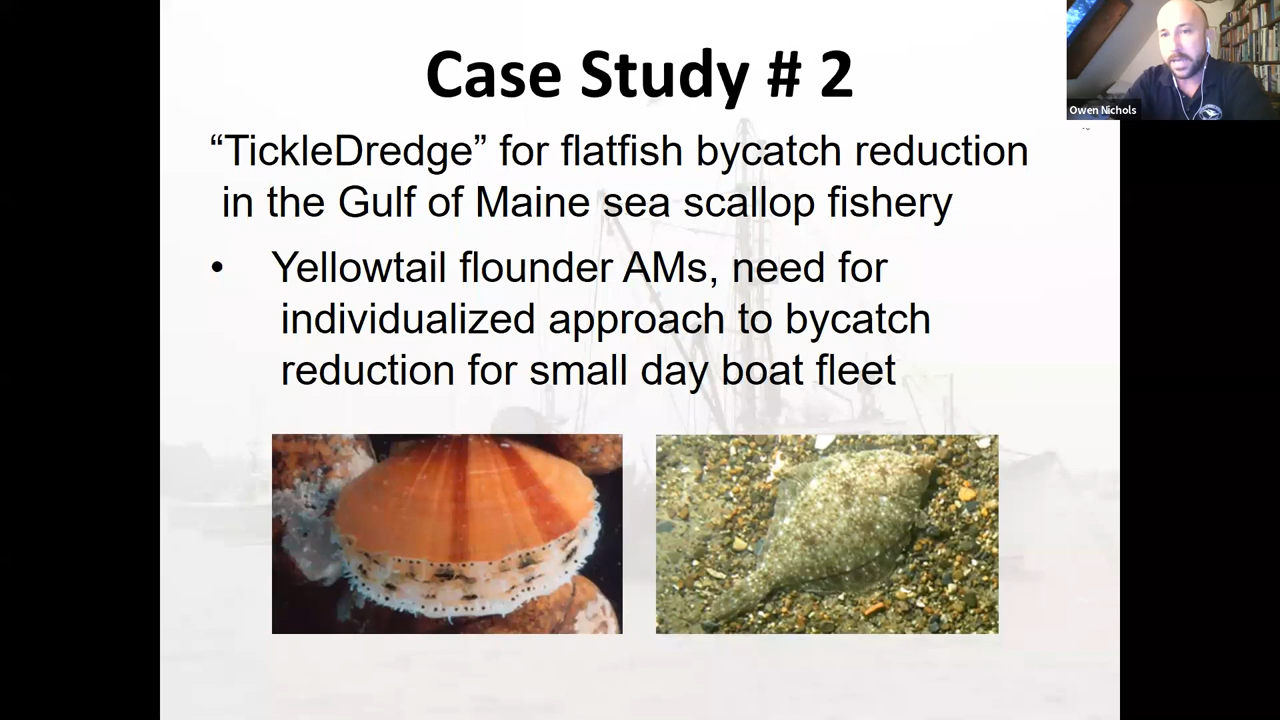 Case Study # 2
“TickleDredge” for flatfish bycatch reduction
in the Gulf of Maine sea scallop fishery
• Yellowtail flounder AMs, need for
individualized approach to bycatch
reduction for small day boat fleet
Owen Nichols